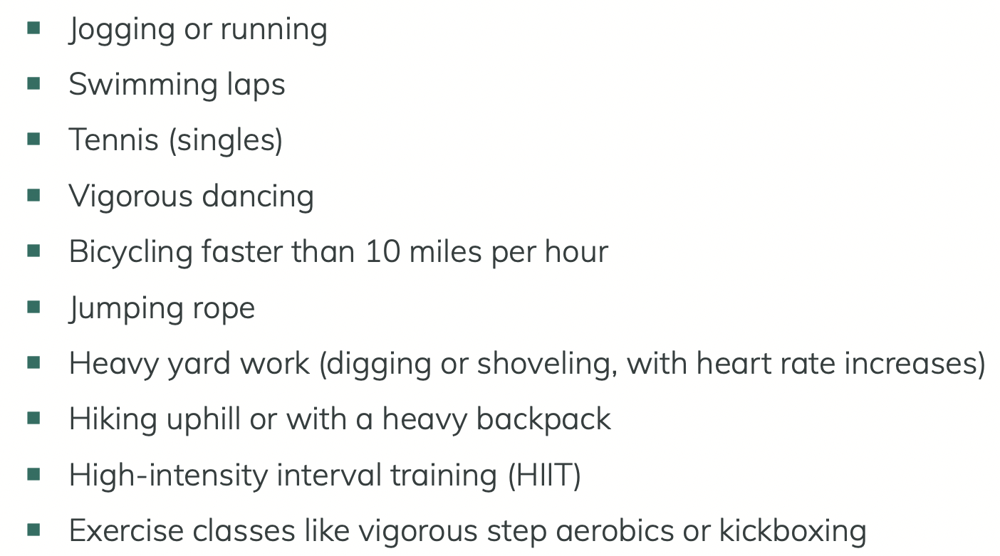 Jogging or running
Swimming laps
Tennis (singles)
Vigorous dancing
Bicycling faster than 10 miles per hour
Jumping rope
Heavy yard work (digging or shoveling, with heart rate increases)
Hiking uphill or with a heavy backpack
High-intensity interval training (HIIT)
Exercise classes like vigorous step aerobics or kickboxing